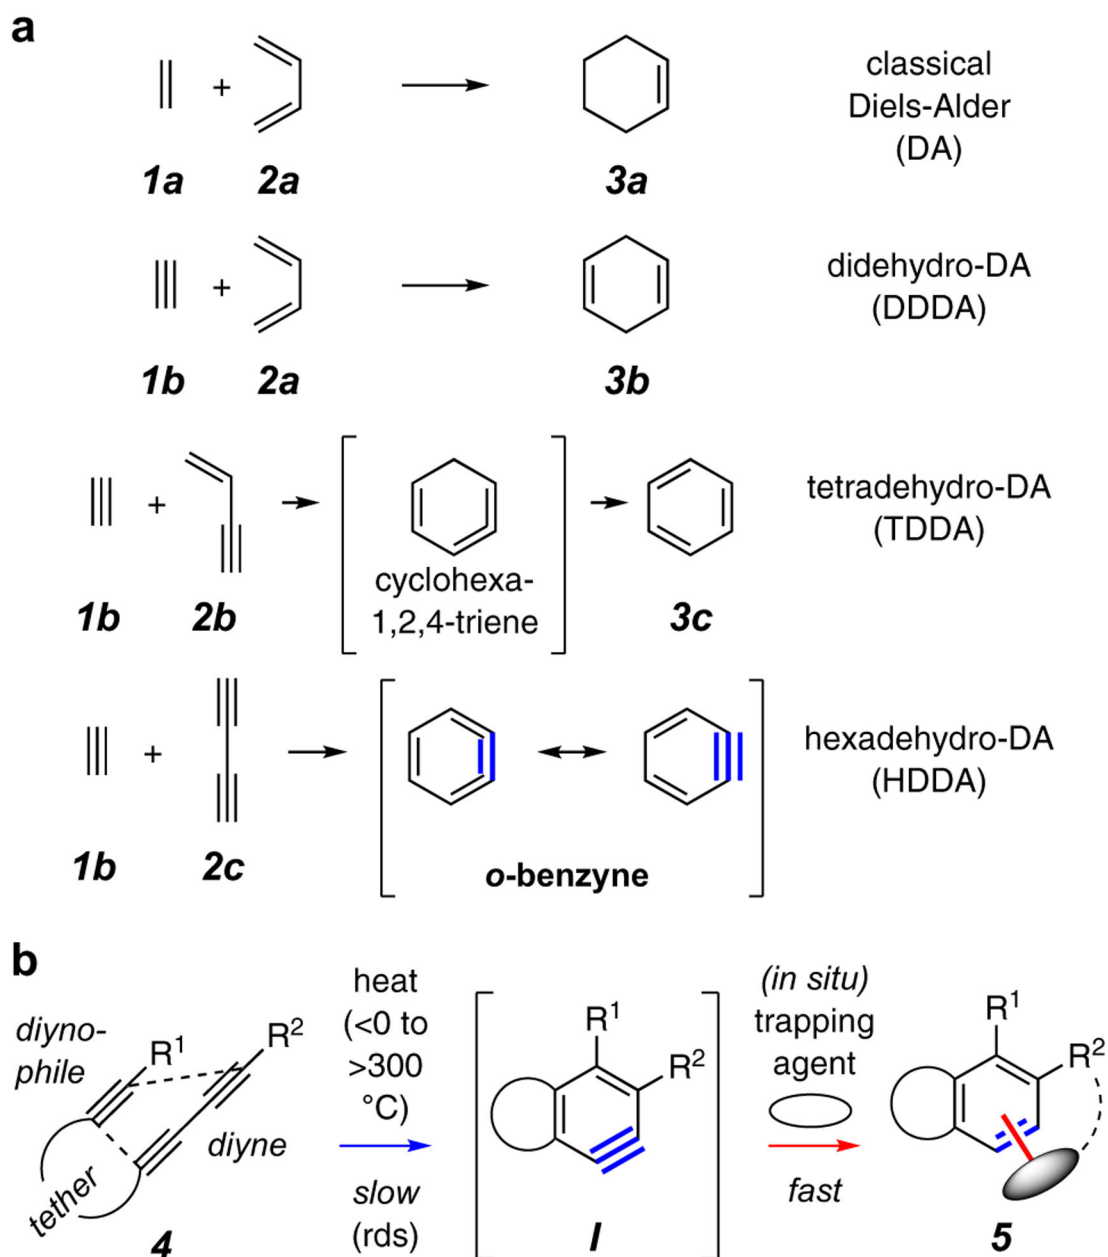 a
+
classical
Diels-Alder
(DA)
1a 2a 3a
+
didehydro-DA
(DDDA)
1b 2a 3b
+
cyclohexa-
1,2,4-triene
tetradehydro-DA
(TDDA)
1b 2b 3c
+
hexadehydro-DA
(HDDA)
1b 2c o-benzyne
b
diyno-
phile
R1
R2
diyne
tether
4
heat
(<0 to
>300
°C)
slow
(rds)
R1
R2
I
(in situ)
trapping
agent
fast
R1
R2
5